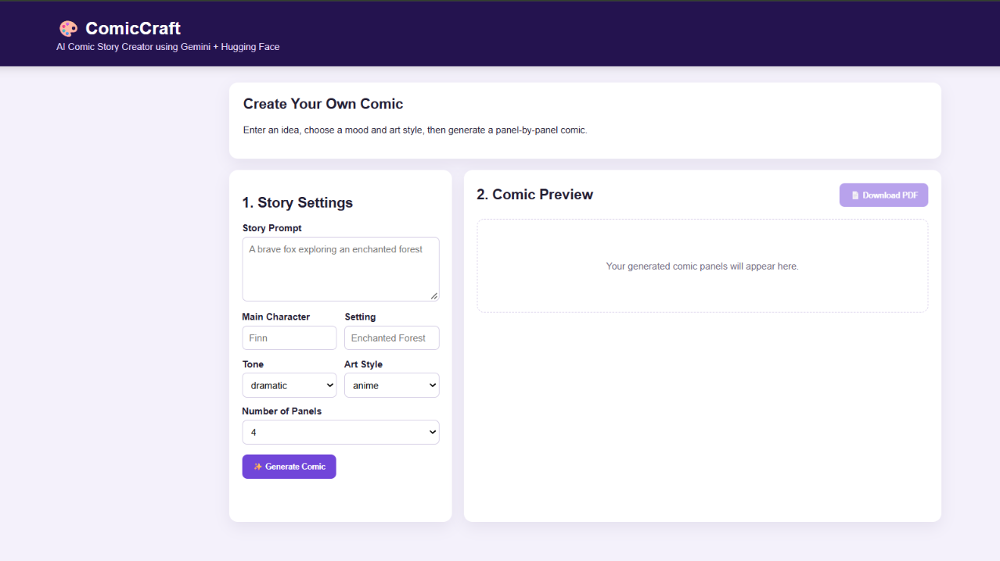 ComicCraft
AI Comic Story Creator using Gemini + Hugging Face
Create Your Own Comic
Enter an idea, choose a mood and art style, then generate a panel-by-panel comic.
1. Story Settings
Story Prompt
A brave fox exploring an enchanted forest
Main Character
Setting
Finn
Enchanted Forest
Tone
Art Style
dramatic
anime
Number of Panels
4
✨ Generate Comic
2. Comic Preview
Download PDF
Your generated comic panels will appear here.